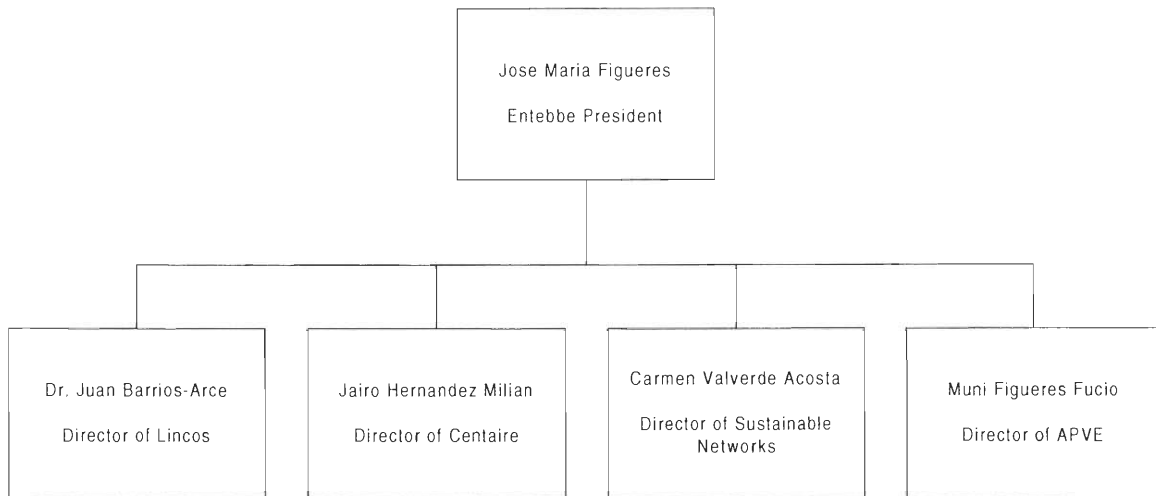 Jose Maria Figueres
Entebbe President
Dr. Juan Barrios-Arce
Director of Lincos
Jairo Hernandez Milian
Director of Centaire
Carmen Valverde Acosta
Director of Sustainable
Networks
Muni Figueres Fucio
Director of APVE